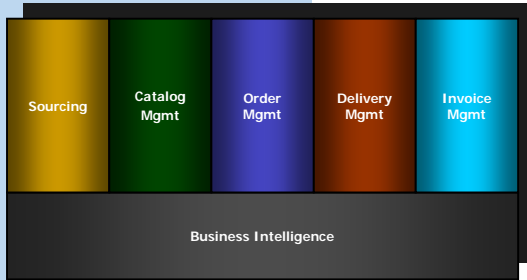 Sourcing
Catalog
Mgmt
Order
Mgmt
Delivery
Mgmt
Invoice
Mgmt
Business Intelligence